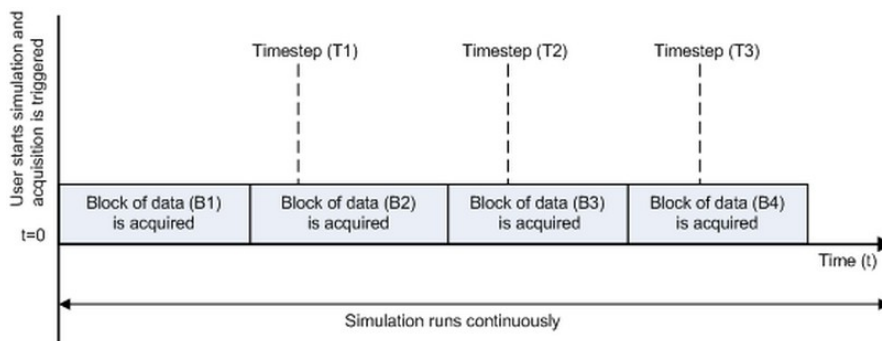 User starts simulation and
acquisition is triggered
Timestep (T1)
Timestep (T2)
Timestep (T3)
Block of data (B1)
is acquired
Block of data (B2)
is acquired
Block of data (B3)
is acquired
Block of data (B4)
is acquired
t=0
Time (t)
Simulation runs continuously